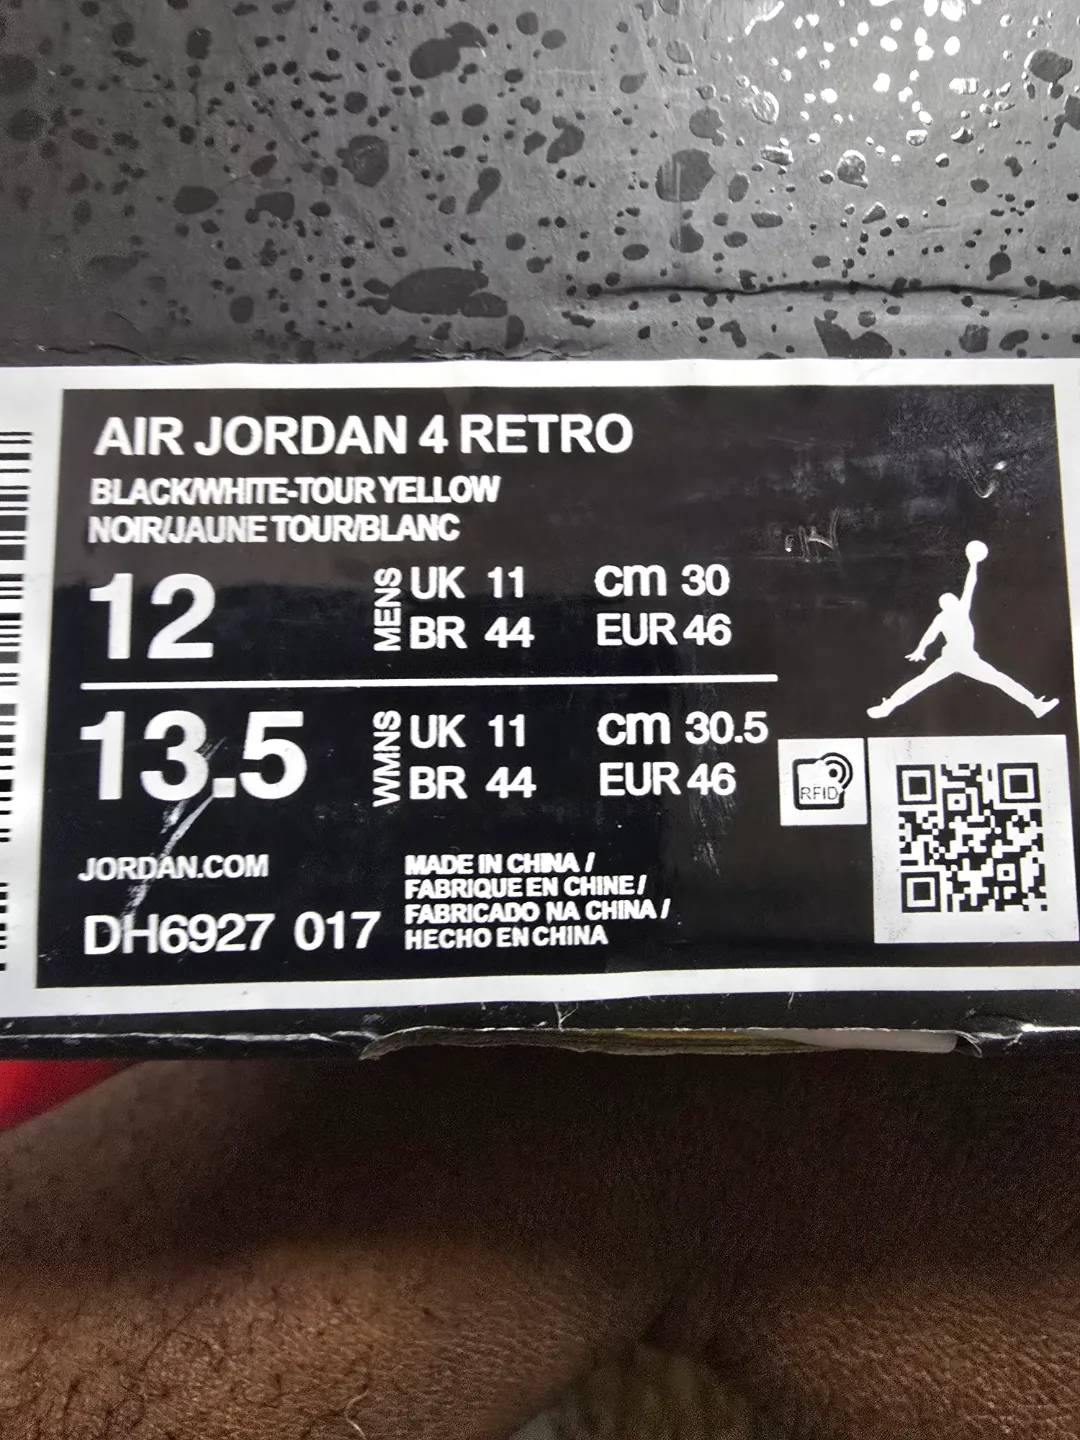 AIR JORDAN 4 RETRO
BLACK/WHITE-TOUR YELLOW
NOIR/JAUNE TOUR/BLANC
12 MENS UK 11 cm 30
BR 44 EUR 46
13.5 WMNS UK 11 cm 30.5
BR 44 EUR 46
RFID
JORDAN.COM
DH6927 017
MADE IN CHINA /
FABRIQUE EN CHINE /
FABRICADO NA CHINA /
HECHO EN CHINA